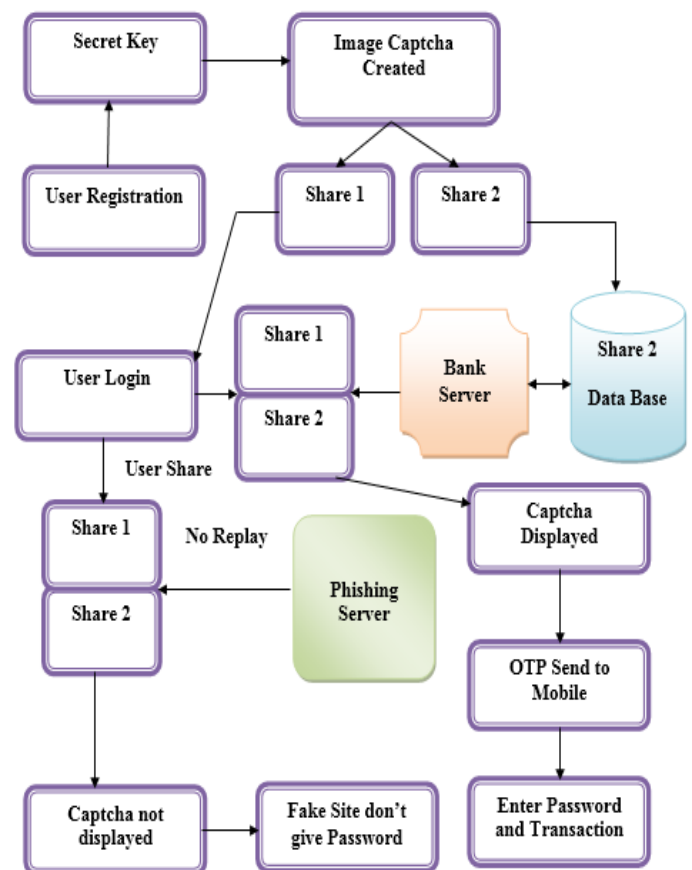 Secret Key
Image Captcha
Created
User Registration
Share 1
Share 2
Share 1
User Login
Share 2
Bank
Server
Share 2
Data Base
User Share
Share 1
No Replay
Share 2
Phishing
Server
Captcha
Displayed
OTP Send to
Mobile
Captcha not
displayed
Fake Site don't
give Password
Enter Password
and Transaction